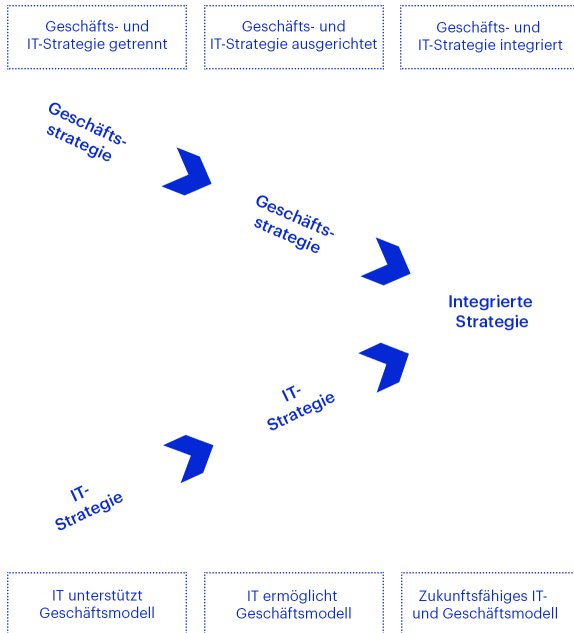 Geschäfts- und
IT-Strategie getrennt
Geschäfts- und
IT-Strategie ausgerichtet
Geschäfts- und
IT-Strategie integriert
Geschäfts-
strategie
Geschäfts-
strategie
Integrierte
Strategie
IT-
Strategie
IT-
Strategie
IT unterstützt
Geschäftsmodell
IT ermöglicht
Geschäftsmodell
Zukunftsfähiges IT-
und Geschäftsmodell